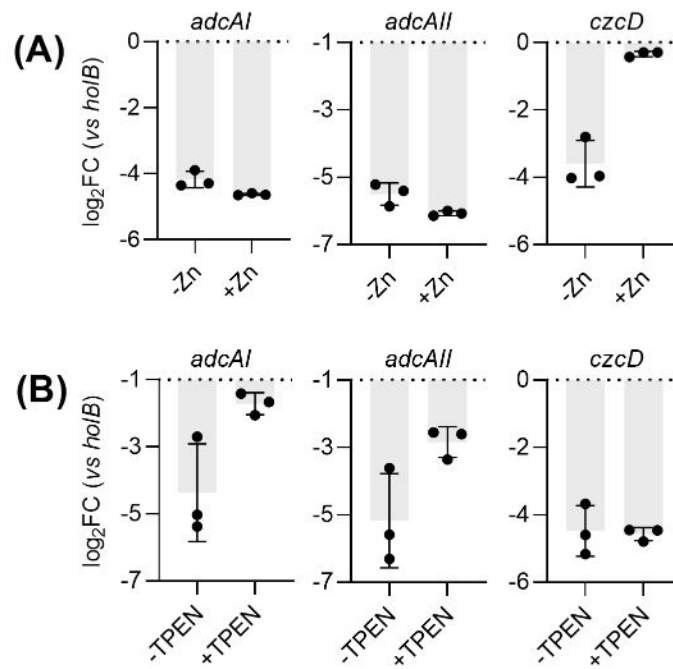 (A)
adcAI
adcAII
czcD
log₂FC (vs holB)
0
-2
-4
-6
-Zn
+Zn
-1
-3
-5
-7
-Zn
+Zn
0
-2
-4
-6
-Zn
+Zn
(B)
adcAI
adcAII
czcD
log₂FC (vs holB)
-1
-3
-5
-7
-TPEN
+TPEN
-1
-3
-5
-7
-TPEN
+TPEN
0
-2
-4
-6
-TPEN
+TPEN